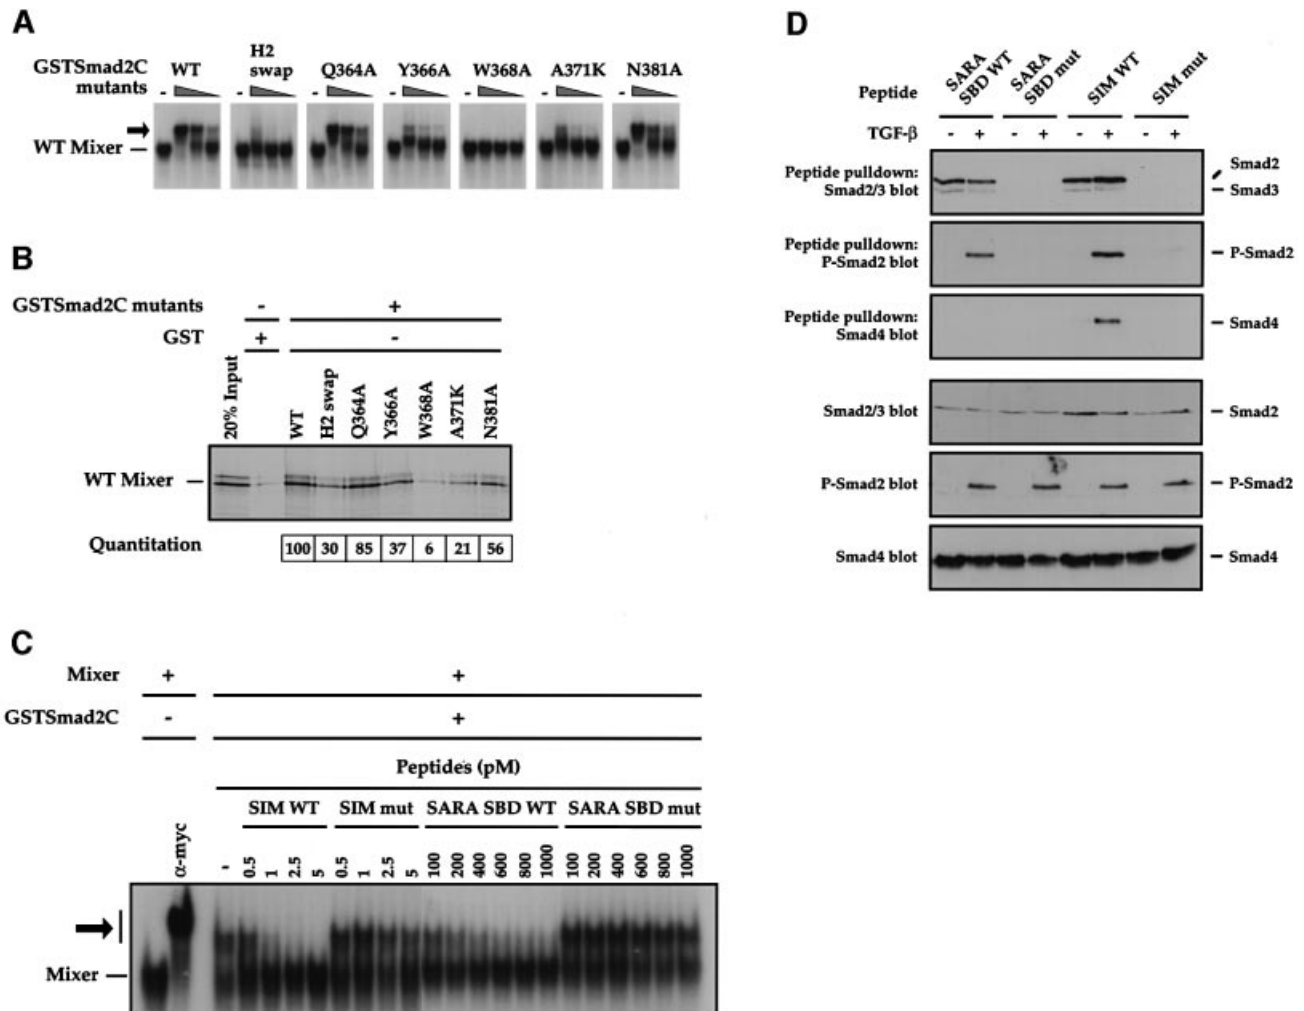 A
GSTSmad2C mutants
WT
H2 swap
Q364A
Y366A
W368A
A371K
N381A
- - - - - - -
WT Mixer
B
GSTSmad2C mutants - +
GST + -
20% Input
WT
H2 swap
Q364A
Y366A
W368A
A371K
N381A
WT Mixer
Quantitation 100 30 85 37 6 21 56
C
Mixer + +
GSTSmad2C - +
Peptides (pM)
SIM WT SIM mut SARA SBD WT SARA SBD mut
α-myc
- 0.5 1 2.5 5 0.5 1 2.5 5 100 200 400 600 800 1000 100 200 400 600 800 1000
Mixer
D
Peptide
SARA SBD WT
SARA SBD mut
SIM WT
SIM mut
TGF-β - + - + - + - +
Peptide pulldown: Smad2/3 blot
Smad2
Smad3
Peptide pulldown: P-Smad2 blot
P-Smad2
Peptide pulldown: Smad4 blot
Smad4
Smad2/3 blot
Smad2
P-Smad2 blot
P-Smad2
Smad4 blot
Smad4